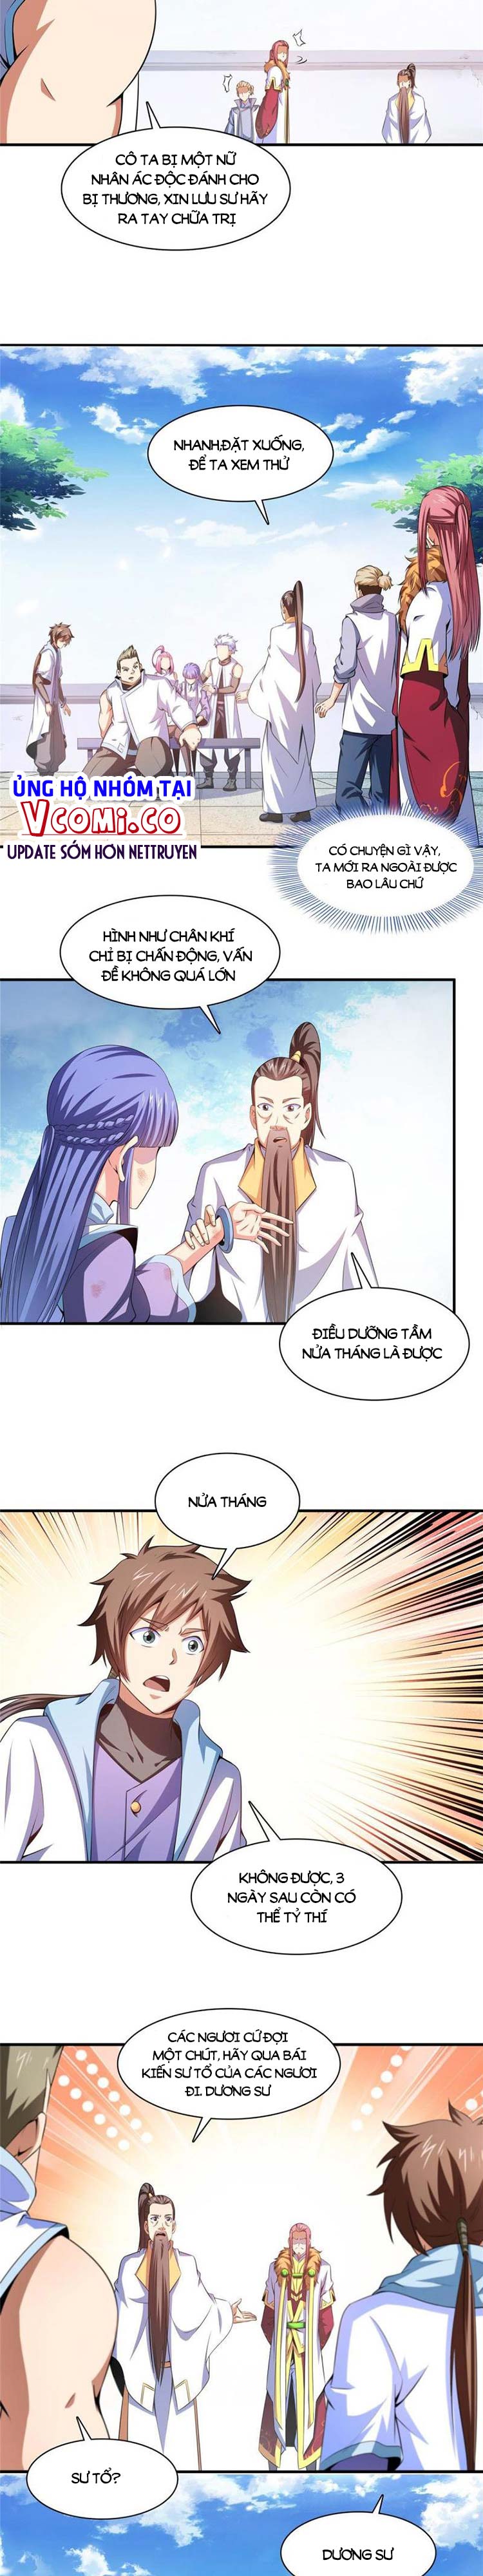 CÔ TA BỊ MỘT NỮ
NHÂN ÁC ĐỘC ĐÁNH CHO
BỊ THƯƠNG, XIN LƯU SƯ HÃY
RA TAY CHỮA TRỊ
NHANH,ĐẶT XUỐNG,
ĐỂ TA XEM THỬ
ỦNG HỘ NHÓM TẠI
VCOMI.CO
UPDATE SỚM HƠN NETTRUYEN
CÓ CHUYỆN GÌ VẬY,
TA MỚI RA NGOÀI ĐƯỢC
BAO LÂU CHỨ
HÌNH NHƯ CHÂN KHÍ
CHỈ BỊ CHẤN ĐỘNG, VẤN
ĐỀ KHÔNG QUÁ LỚN
ĐIỀU DƯỠNG TẦM
NỬA THÁNG LÀ ĐƯỢC
NỬA THÁNG
KHÔNG ĐƯỢC, 3
NGÀY SAU CÒN CÓ
THỂ TỶ THÍ
CÁC NGƯƠI CỨ ĐỢI
MỘT CHÚT, HÃY QUA BÁI
KIẾN SƯ TỔ CỦA CÁC NGƯƠI
ĐI. DƯƠNG SƯ
SƯ TỔ?
DƯƠNG SƯ